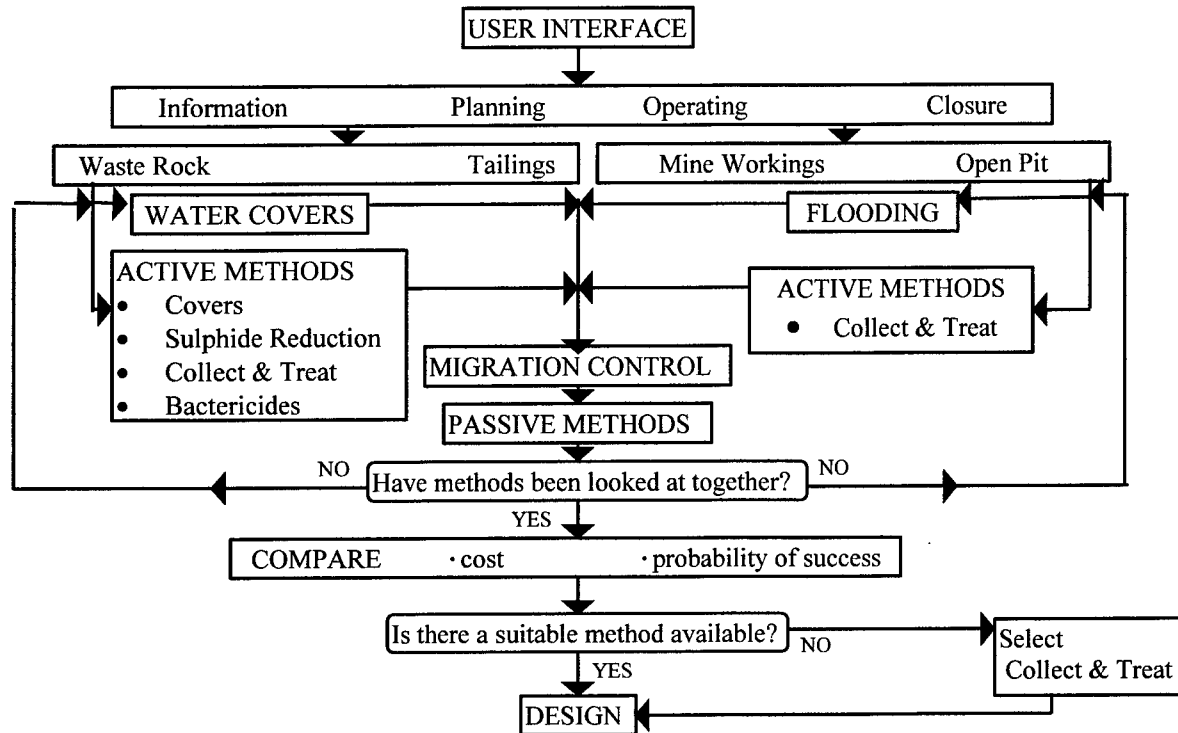 USER INTERFACE
Information Planning Operating Closure
Waste Rock Tailings
Mine Workings Open Pit
WATER COVERS
FLOODING
ACTIVE METHODS
• Covers
• Sulphide Reduction
• Collect & Treat
• Bactericides
ACTIVE METHODS
• Collect & Treat
MIGRATION CONTROL
PASSIVE METHODS
NO
Have methods been looked at together?
NO
YES
COMPARE · cost · probability of success
Is there a suitable method available?
NO
Select
Collect & Treat
YES
DESIGN